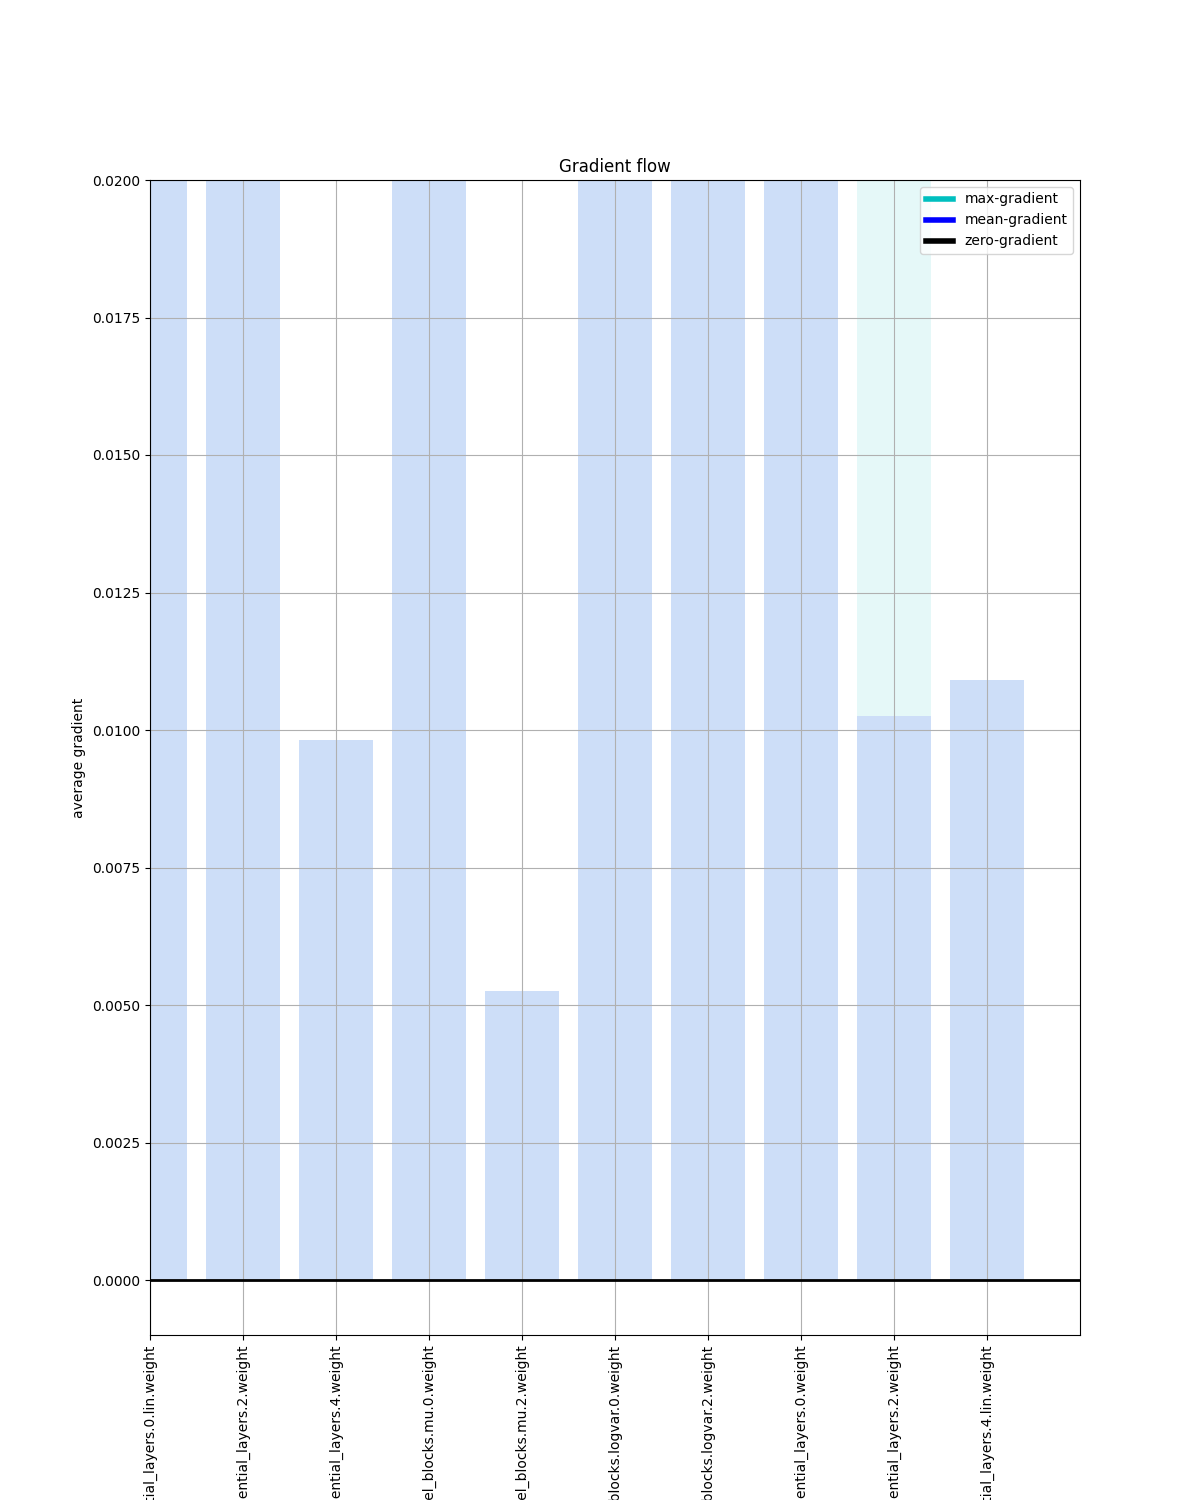 Gradient flow
max-gradient
mean-gradient
zero-gradient
0.0200
0.0175
0.0150
0.0125
0.0100
0.0075
0.0050
0.0025
0.0000
average gradient
tial_layers.0.lin.weight
ential_layers.2.weight
ential_layers.4.weight
el_blocks.mu.0.weight
el_blocks.mu.2.weight
blocks.logvar.0.weight
blocks.logvar.2.weight
ential_layers.0.weight
ential_layers.2.weight
tial_layers.4.lin.weight